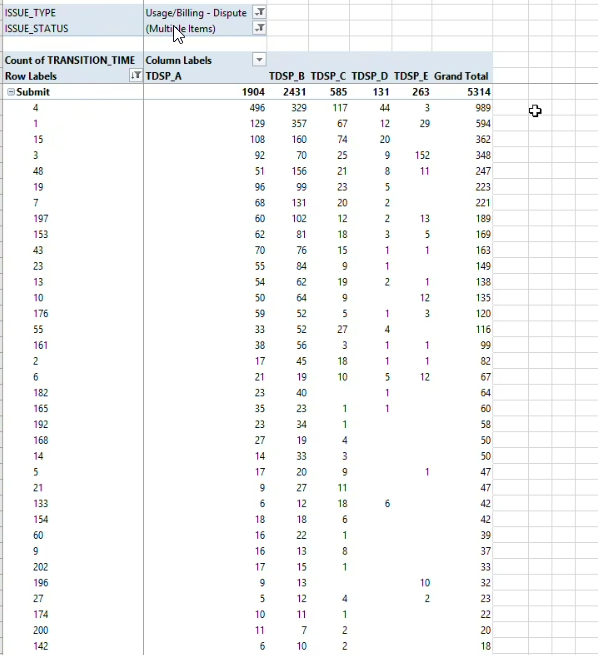 ISSUE_TYPE Usage/Billing - Dispute
ISSUE_STATUS (Multiple Items)
Count of TRANSITION_TIME Column Labels
Row Labels TDSP_A TDSP_B TDSP_C TDSP_D TDSP_E Grand Total
Submit 1904 2431 585 131 263 5314
4 496 329 117 44 3 989
1 129 357 67 12 29 594
15 108 160 74 20 362
3 92 70 25 9 152 348
48 51 156 21 8 11 247
19 96 99 23 5 223
7 68 131 20 2 221
197 60 102 12 2 13 189
153 62 81 18 3 5 169
43 70 76 15 1 1 163
23 55 84 9 1 149
13 54 62 19 2 1 138
10 50 64 9 12 135
176 59 52 5 1 3 120
55 33 52 27 4 116
161 38 56 3 1 1 99
2 17 45 18 1 1 82
6 21 19 10 5 12 67
182 23 40 1 64
165 35 23 1 1 60
192 23 34 1 58
168 27 19 4 50
14 14 33 3 50
5 17 20 9 1 47
21 9 27 11 47
133 6 12 18 6 42
154 18 18 6 42
60 16 22 1 39
9 16 13 8 37
202 17 15 1 33
196 9 13 10 32
27 5 12 4 2 23
174 10 11 1 22
200 11 7 2 20
142 6 10 2 18